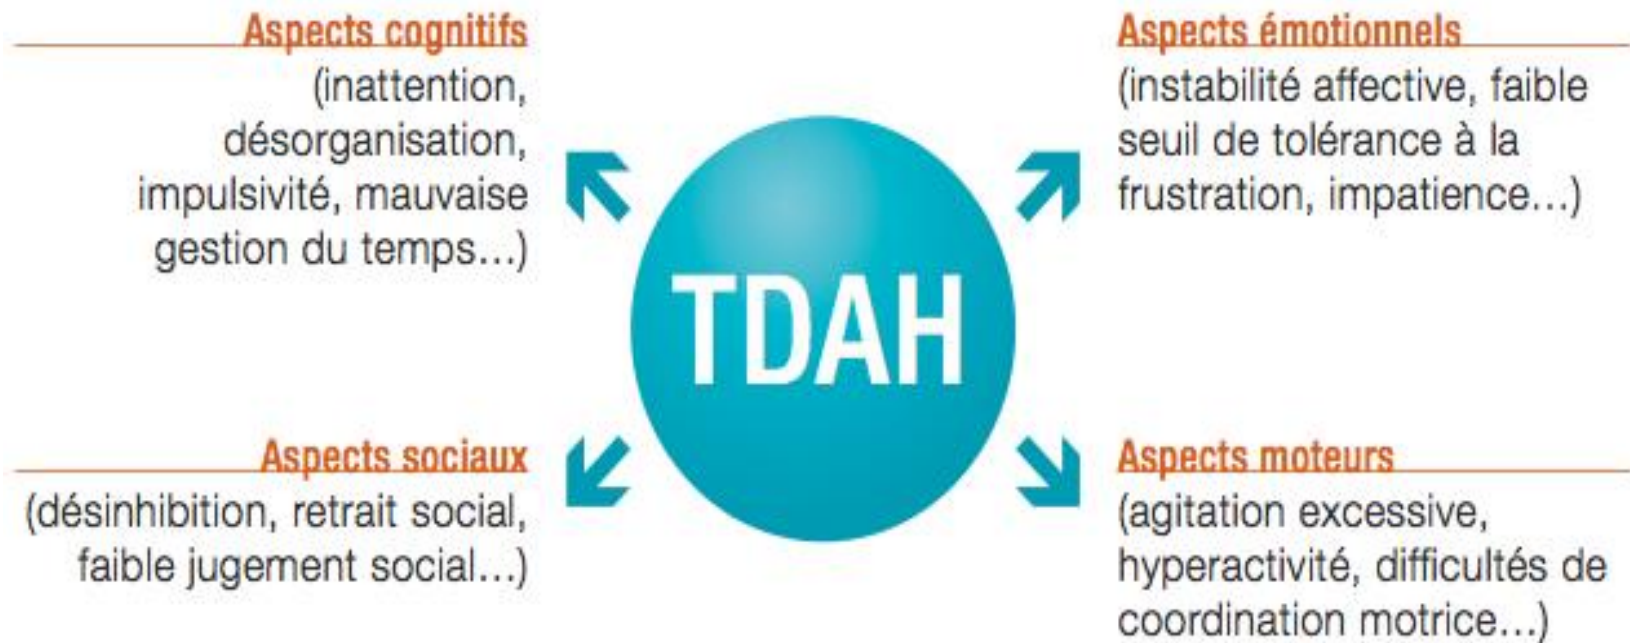 Aspects cognitifs
(inattention,
désorganisation,
impulsivité, mauvaise
gestion du temps…)
Aspects émotionnels
(instabilité affective, faible
seuil de tolérance à la
frustration, impatience…)
TDAH
Aspects sociaux
(désinhibition, retrait social,
faible jugement social…)
Aspects moteurs
(agitation excessive,
hyperactivité, difficultés de
coordination motrice…)